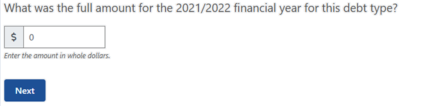 What was the full amount for the 2021/2022 financial year for this debt type?
$ 0
Enter the amount in whole dollars.
Next